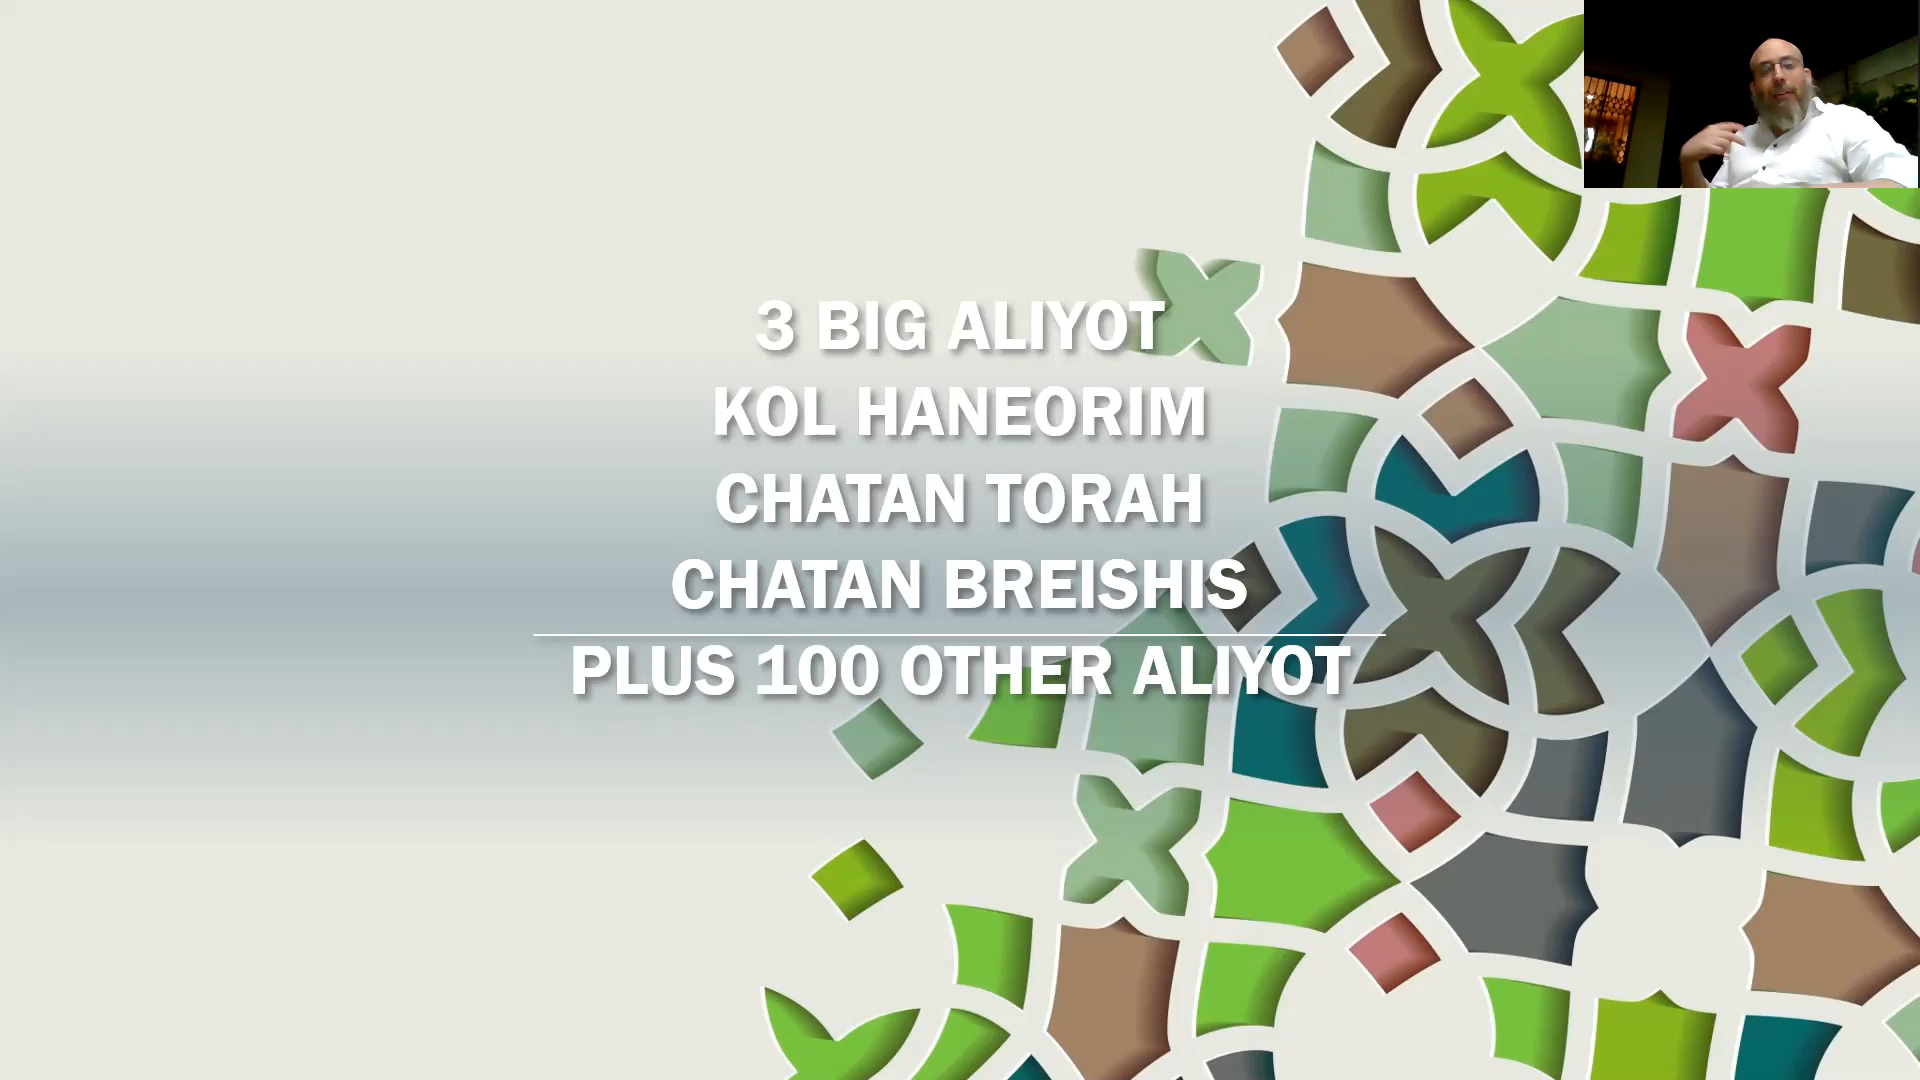 3 BIG ALIYOT
KOL HANEORIM
CHATAN TORAH
CHATAN BREISHIS
PLUS 100 OTHER ALIYOT